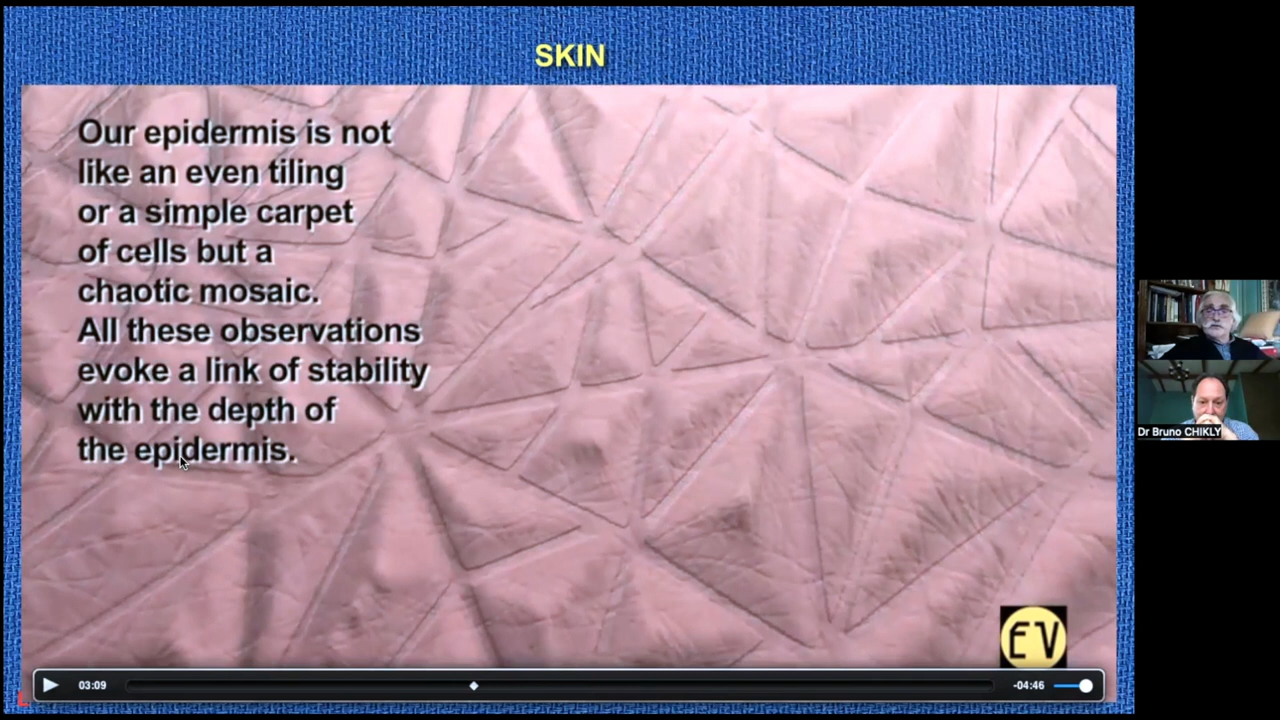 SKIN
Our epidermis is not
like an even tiling
or a simple carpet
of cells but a
chaotic mosaic.
All these observations
evoke a link of stability
with the depth of
the epidermis.
EV
03:09
-04:46
Dr Bruno CHIKLY